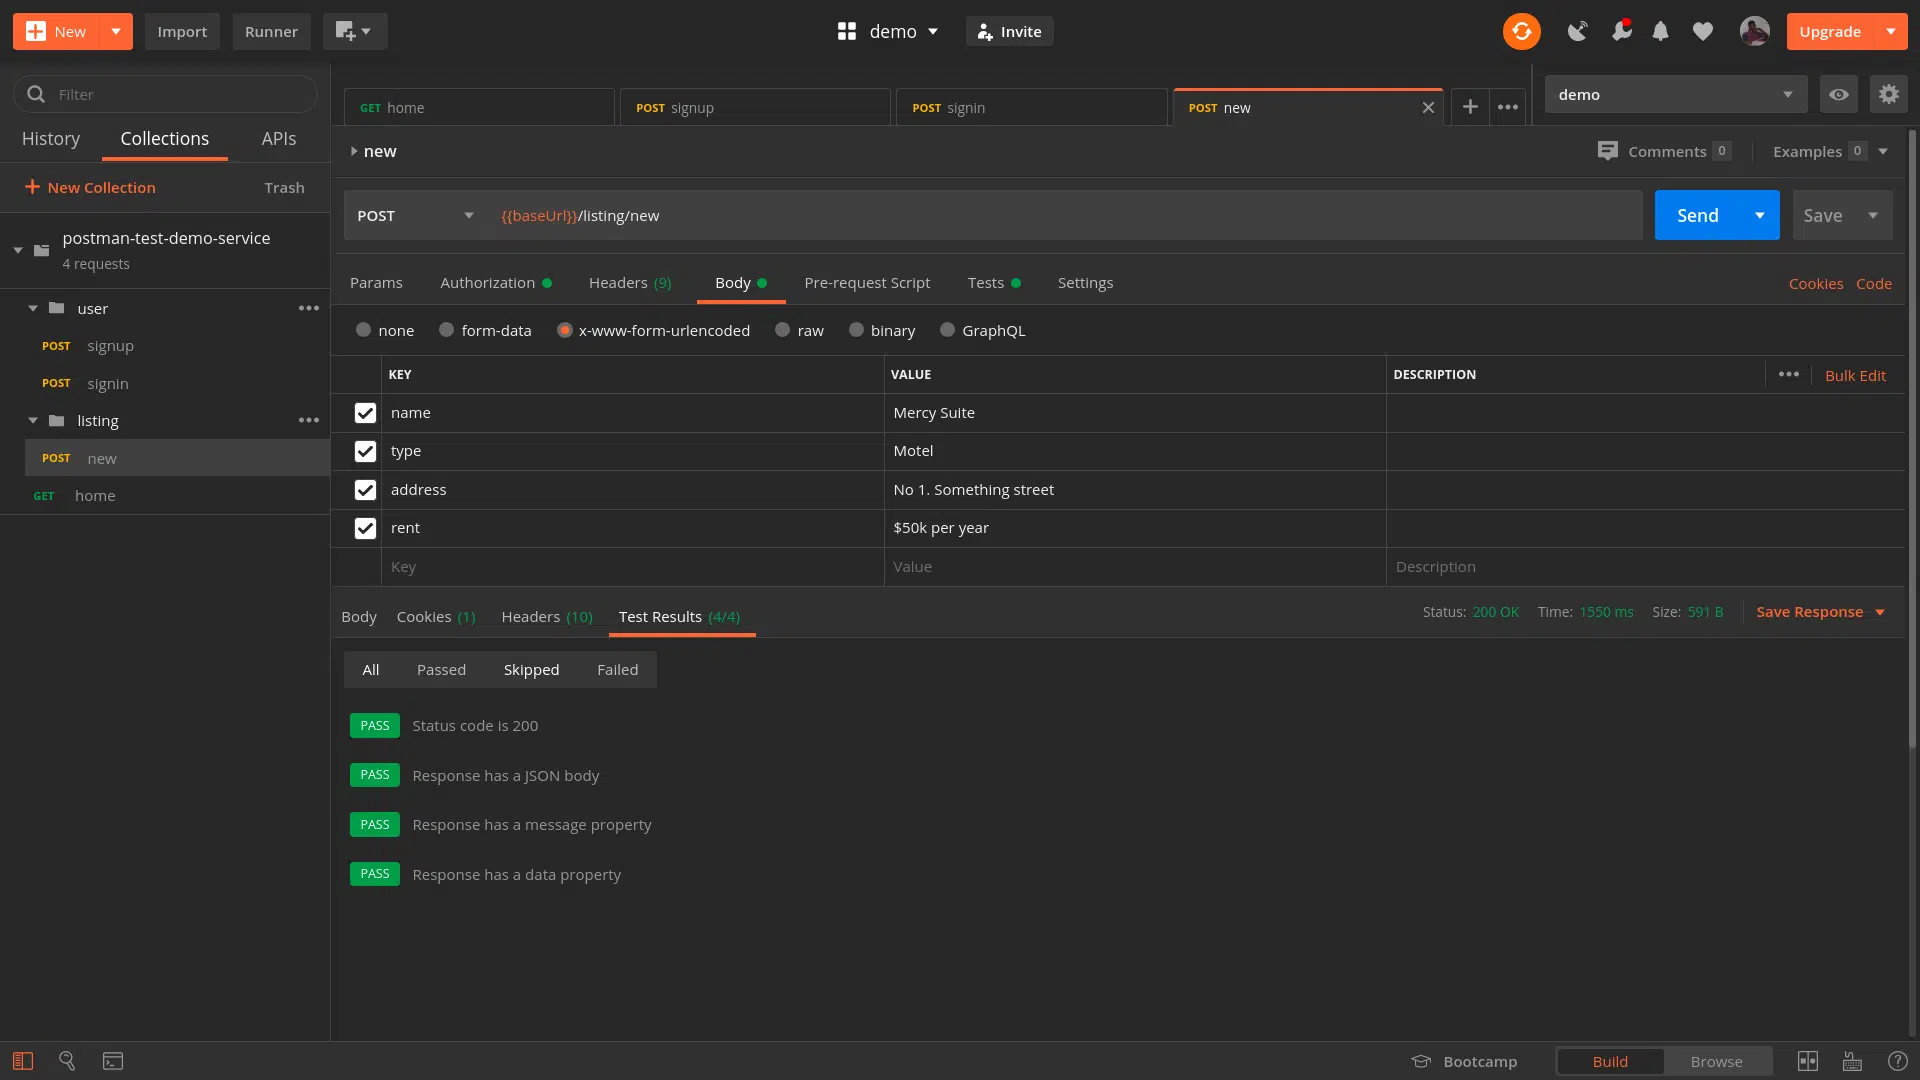 New Import Runner demo Invite Upgrade
Filter
History Collections APIs
+ New Collection Trash
postman-test-demo-service
4 requests
user
POST signup
POST signin
listing
POST new
GET home
GET home POST signup POST signin POST new demo
new Comments 0 Examples 0
POST {{baseUrl}}/listing/new Send Save
Params Authorization Headers (9) Body Pre-request Script Tests Settings Cookies Code
none form-data x-www-form-urlencoded raw binary GraphQL
KEY VALUE DESCRIPTION Bulk Edit
name Mercy Suite
type Motel
address No 1. Something street
rent $50k per year
Key Value Description
Body Cookies (1) Headers (10) Test Results (4/4) Status: 200 OK Time: 1550 ms Size: 591 B Save Response
All Passed Skipped Failed
PASS Status code is 200
PASS Response has a JSON body
PASS Response has a message property
PASS Response has a data property
Bootcamp Build Browse